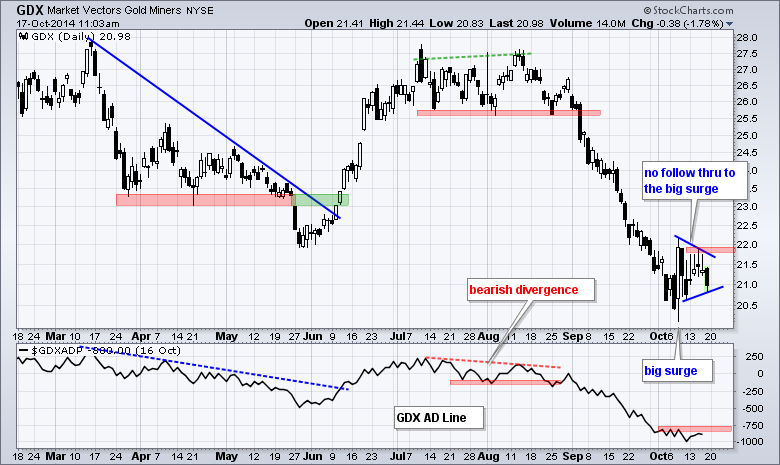 GDX Market Vectors Gold Miners NYSE
© StockCharts.com
17-Oct-2014 11:03am
Open 21.41 High 21.44 Low 20.83 Last 20.98 Volume 14.0M Chg -0.38 (-1.78%)
GDX (Daily) 20.98
28.0
27.5
27.0
26.5
26.0
25.5
25.0
24.5
24.0
23.5
23.0
22.5
22.0
21.5
21.0
20.5
no follow thru to
the big surge
bearish divergence
18 24 Mar 10 17 24 Apr 7 14 21 May 12 19 Jun 9 16 23 Jul 7 14 21 Aug 11 18 25 Sep 8 15 22 Oct 6 13 20
big surge
$GDXADP
(16 Oct)
250
0
-250
-500
-750
-1000
GDX AD Line
18 24 Mar 10 17 24 Apr 7 14 21 May 12 19 Jun 9 16 23 Jul 7 14 21 Aug 11 18 25 Sep 8 15 22 Oct 6 13 20